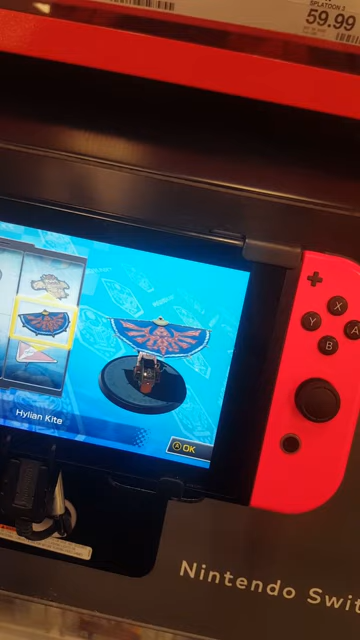 SPLATOON 2
59.99
X
Y
A
B
Hylian Kite
A OK
Nintendo Swit